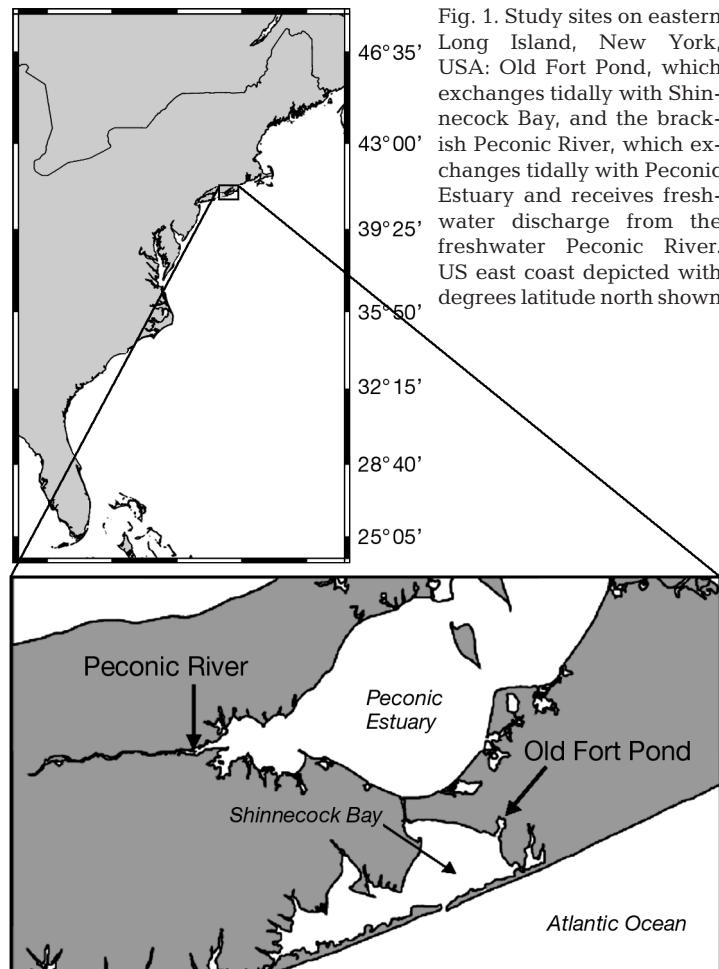 Fig. 1. Study sites on eastern
Long Island, New York,
USA: Old Fort Pond, which
exchanges tidally with Shin-
necock Bay, and the brack-
ish Peconic River, which ex-
changes tidally with Peconic
Estuary and receives fresh-
water discharge from the
freshwater Peconic River.
US east coast depicted with
degrees latitude north shown
46°35’
43°00’
39°25’
35°50’
32°15’
28°40’
25°05’
Peconic River
Peconic
Estuary
Old Fort Pond
Shinnecock Bay
Atlantic Ocean